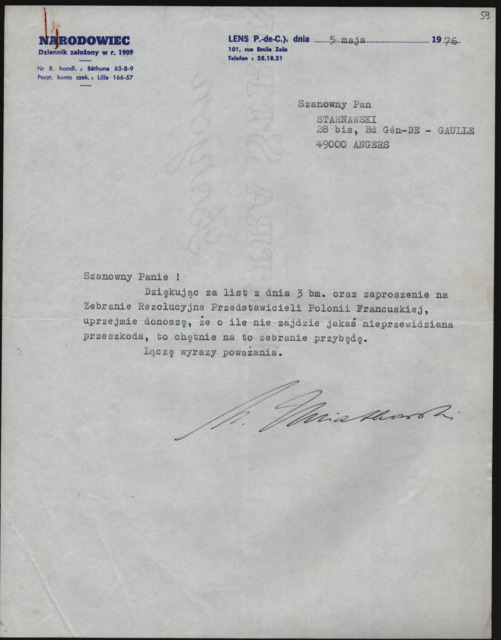 59
NARODOWIEC
Dziennik założony w r. 1909
Nr R. handl. : Béthune 63-8-9
Poczt. konto czek. : Lille 166-57
LENS P.-de-C.), dnia 5 maja 1976
101, rue Emile Zola
Telefon : 28.18.21
Szanowny Pan
STARNAWSKI
28 bis, Bd Gén-DE - GAULLE
49000 ANGERS
Szanowny Panie !
Dziękując za list z dnia 3 bm. oraz zaproszenie na
Zebranie Rezolucyjne Przedstawicieli Polonii Francuskiej,
uprzejmie donoszę, że o ile nie zajdzie jakaś nieprzewidziana
przeszkoda, to chętnie na to zebranie przybędę.
Łączę wyrazy poważania.